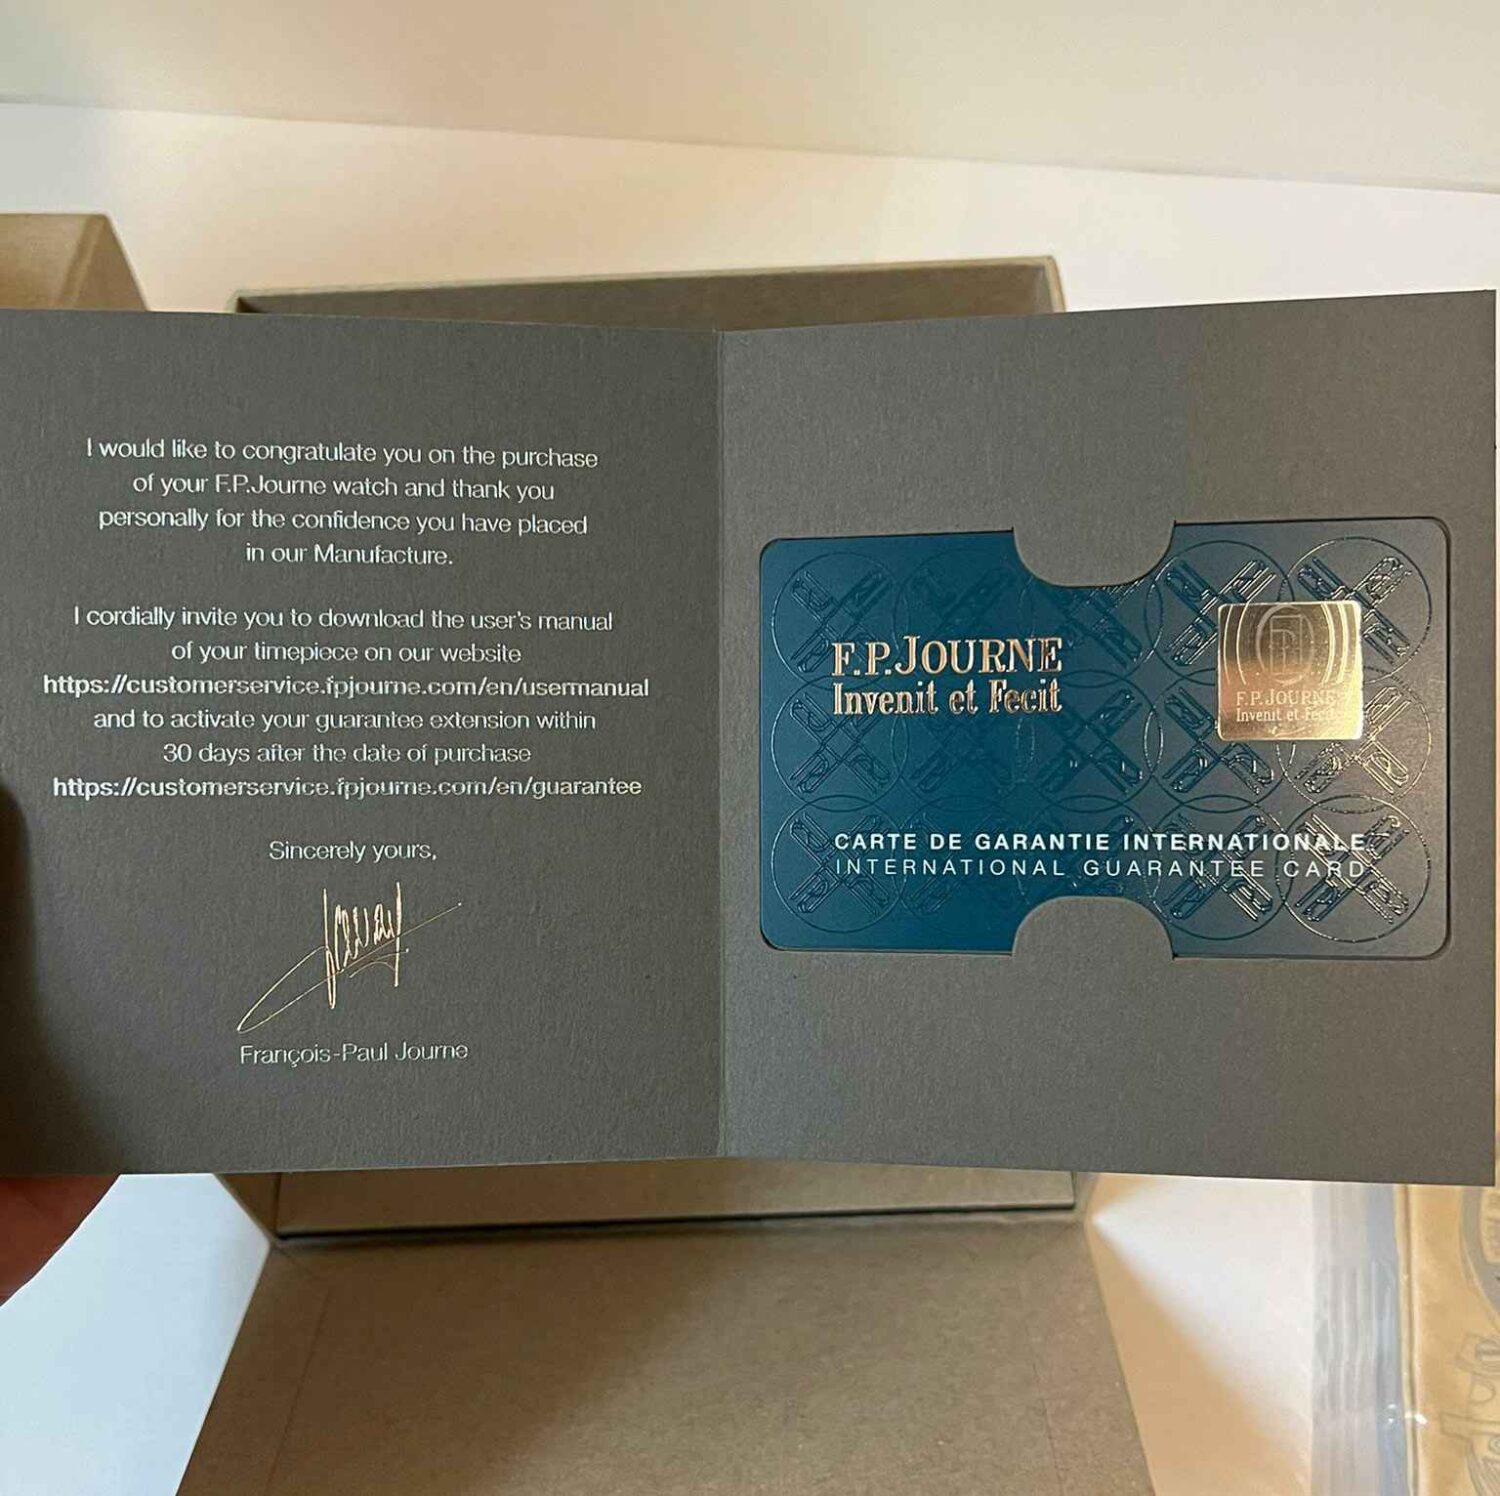 I would like to congratulate you on the purchase
of your F.P.Journe watch and thank you
personally for the confidence you have placed
in our Manufacture.
I cordially invite you to download the user's manual
of your timepiece on our website
https://customerservice.fpjourne.com/en/usermanual
and to activate your guarantee extension within
30 days after the date of purchase
https://customerservice.fpjourne.com/en/guarantee
Sincerely yours,
François-Paul Journe
F.P.JOURNE
Invenit et Fecit
F.P.JOURNE
Invenit et Fecit
CARTE DE GARANTIE INTERNATIONALE
INTERNATIONAL GUARANTEE CARD